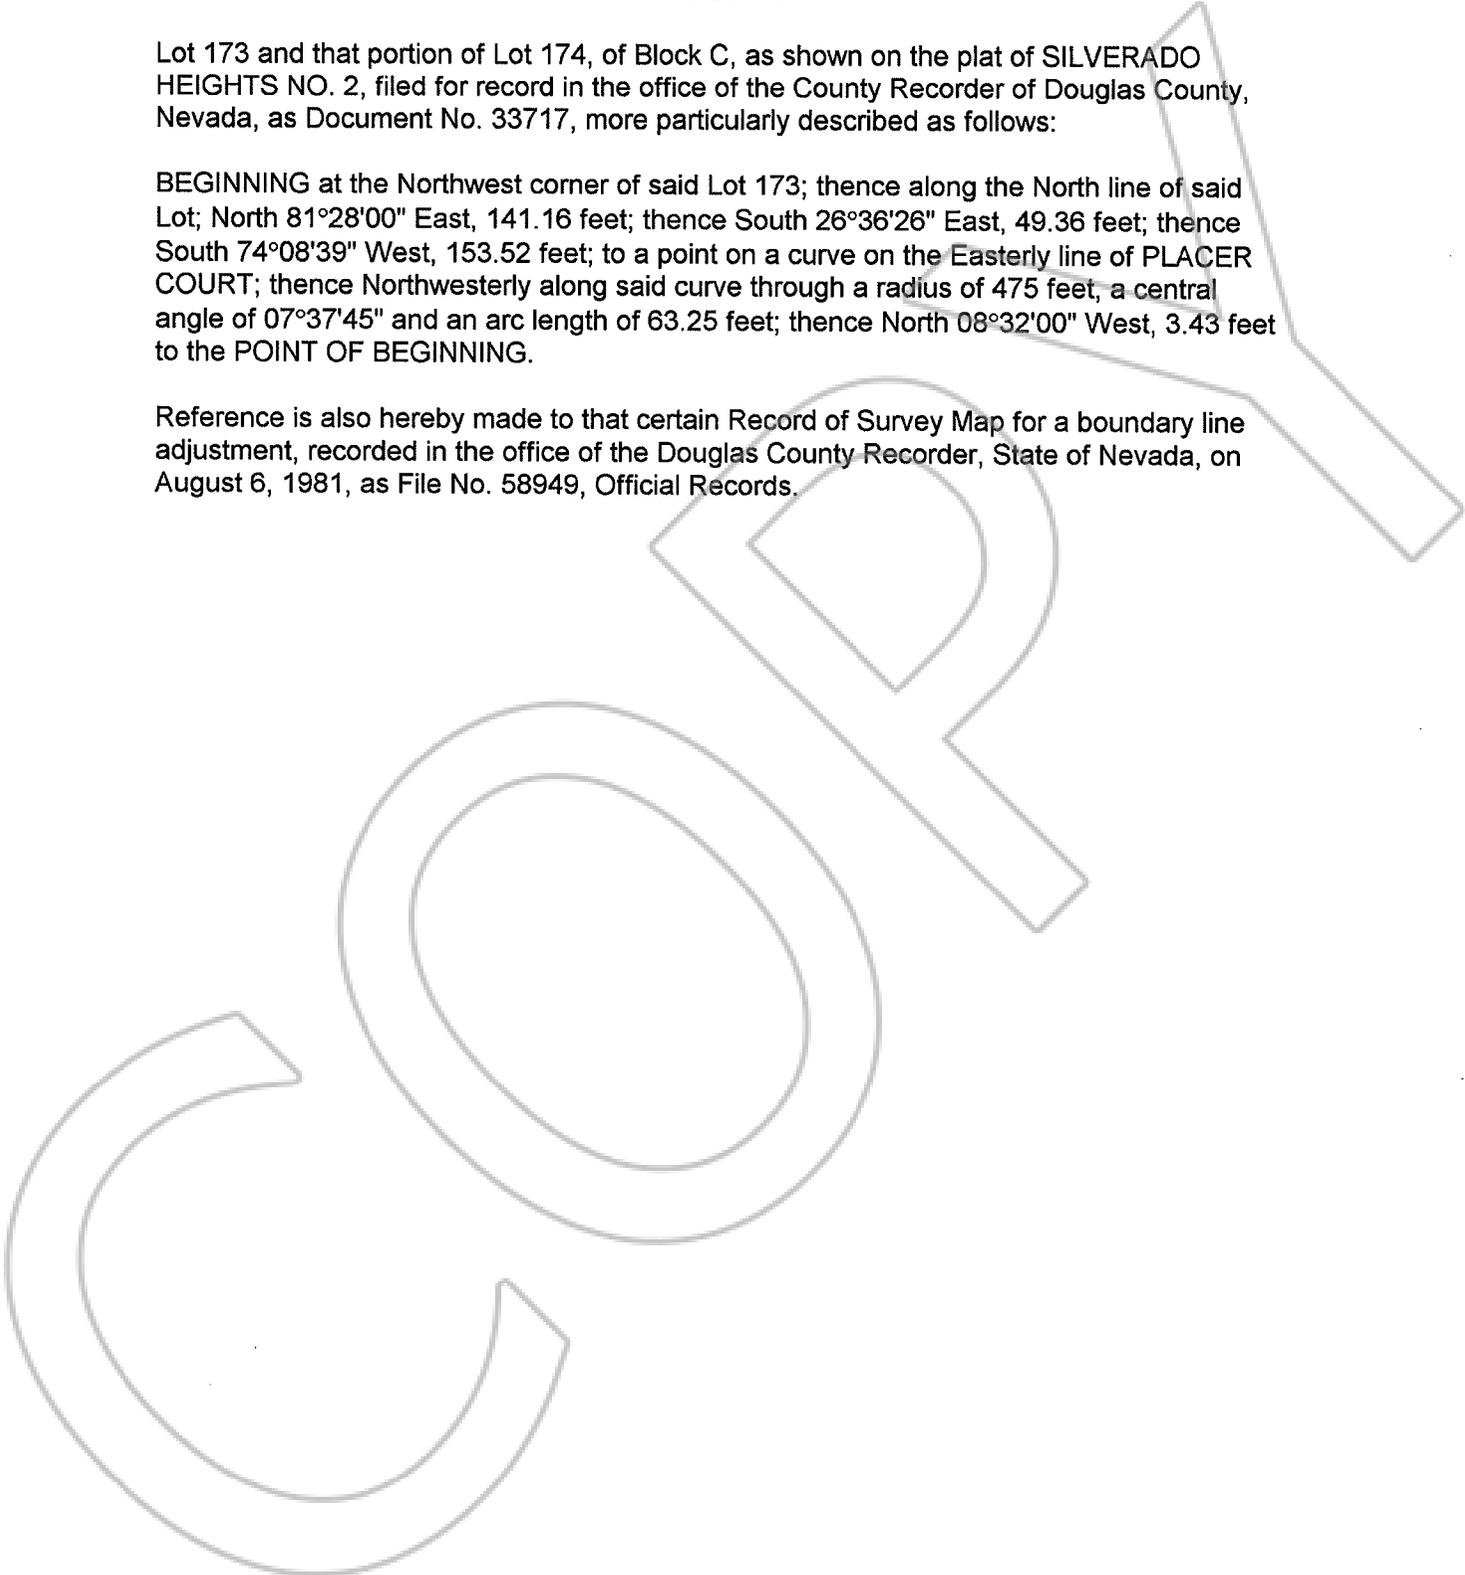 Lot 173 and that portion of Lot 174, of Block C, as shown on the plat of SILVERADO
HEIGHTS NO. 2, filed for record in the office of the County Recorder of Douglas County,
Nevada, as Document No. 33717, more particularly described as follows:
BEGINNING at the Northwest corner of said Lot 173; thence along the North line of said
Lot; North 81°28'00" East, 141.16 feet; thence South 26°36'26" East, 49.36 feet; thence
South 74°08'39" West, 153.52 feet; to a point on a curve on the Easterly line of PLACER
COURT; thence Northwesterly along said curve through a radius of 475 feet, a central
angle of 07°37'45" and an arc length of 63.25 feet; thence North 08°32'00" West, 3.43 feet
to the POINT OF BEGINNING.
Reference is also hereby made to that certain Record of Survey Map for a boundary line
adjustment, recorded in the office of the Douglas County Recorder, State of Nevada, on
August 6, 1981, as File No. 58949, Official Records.
COPY